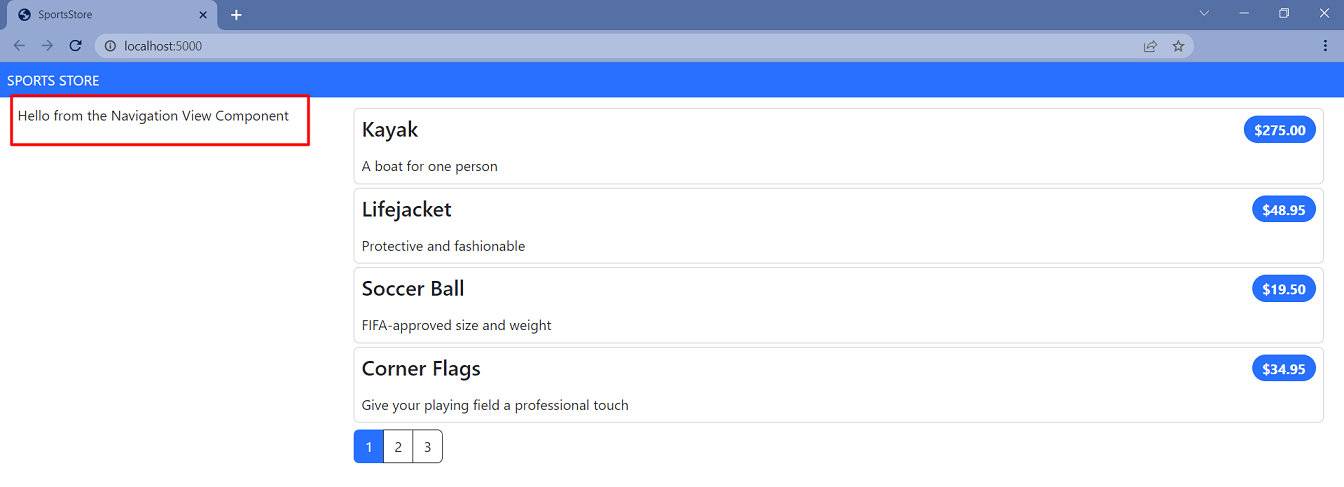 SportsStore
localhost:5000
SPORTS STORE
Hello from the Navigation View Component
Kayak
$275.00
A boat for one person
Lifejacket
$48.95
Protective and fashionable
Soccer Ball
$19.50
FIFA-approved size and weight
Corner Flags
$34.95
Give your playing field a professional touch
1 2 3